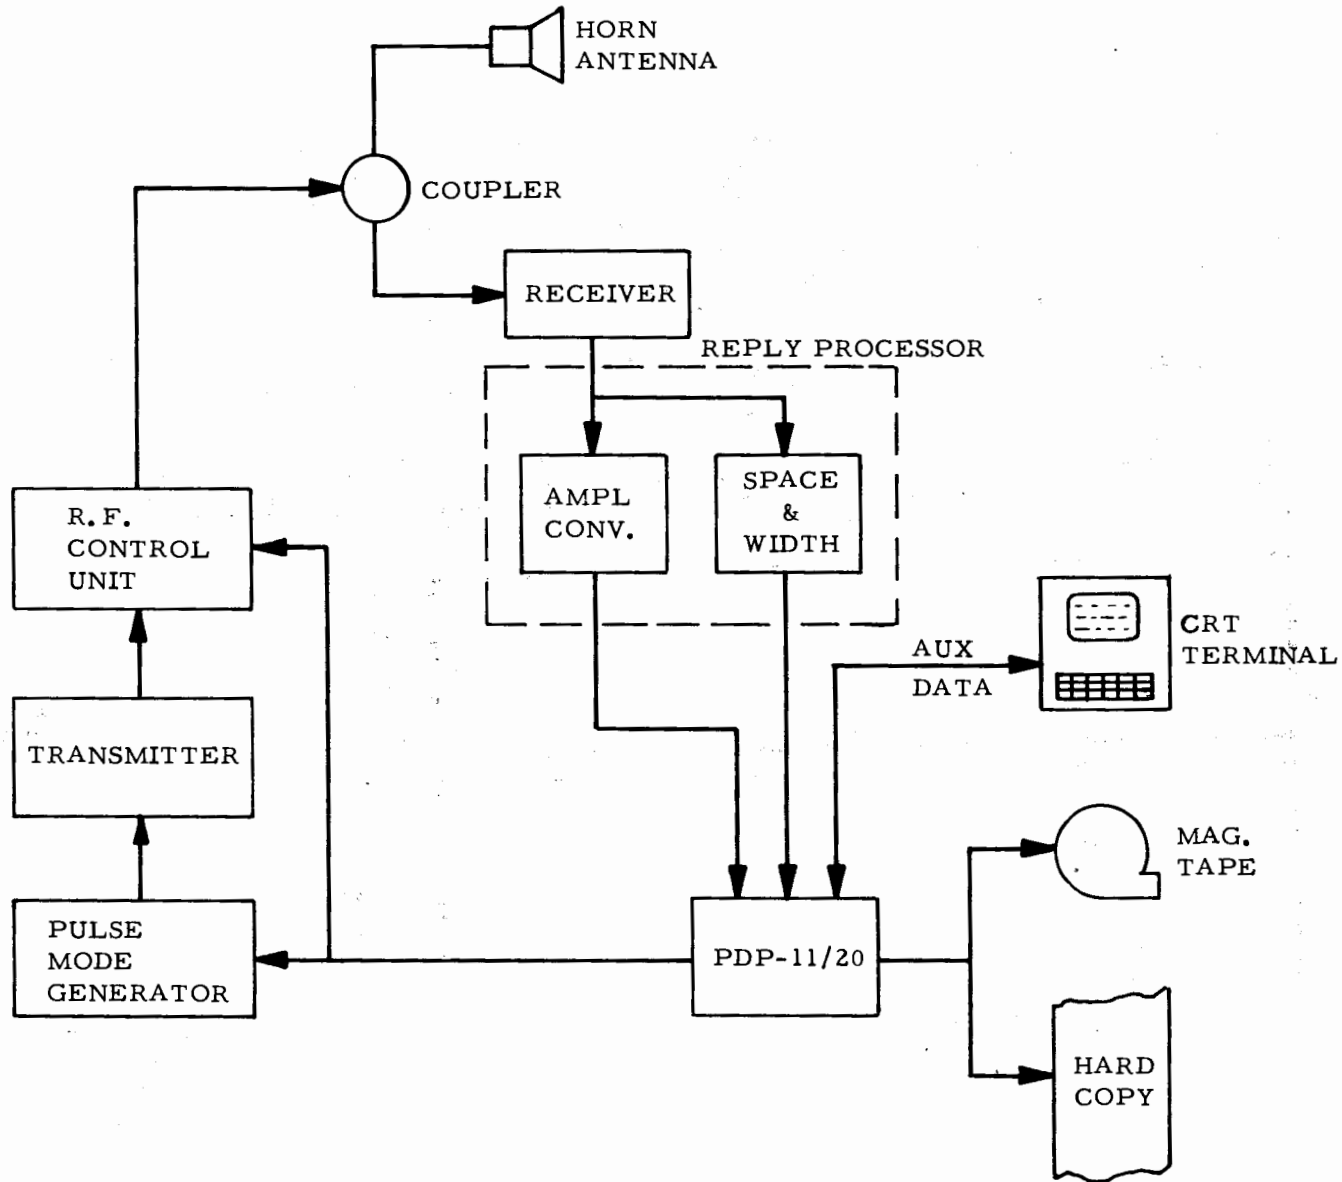 HORN
ANTENNA
COUPLER
RECEIVER
REPLY PROCESSOR
AMPL
CONV.
SPACE
&
WIDTH
R.F.
CONTROL
UNIT
TRANSMITTER
PULSE
MODE
GENERATOR
AUX
DATA
CRT
TERMINAL
PDP-11/20
MAG.
TAPE
HARD
COPY